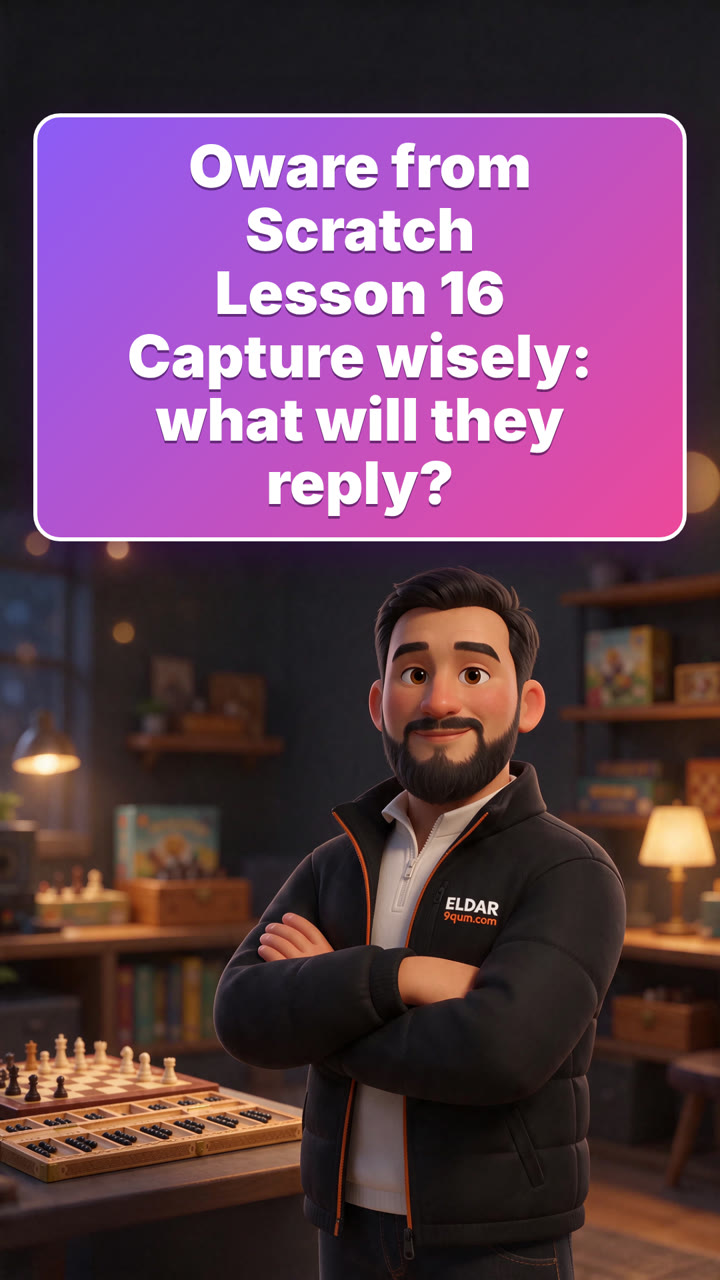 Oware from
Scratch
Lesson 16
Capture wisely:
what will they
reply?
ELDAR
9qum.com